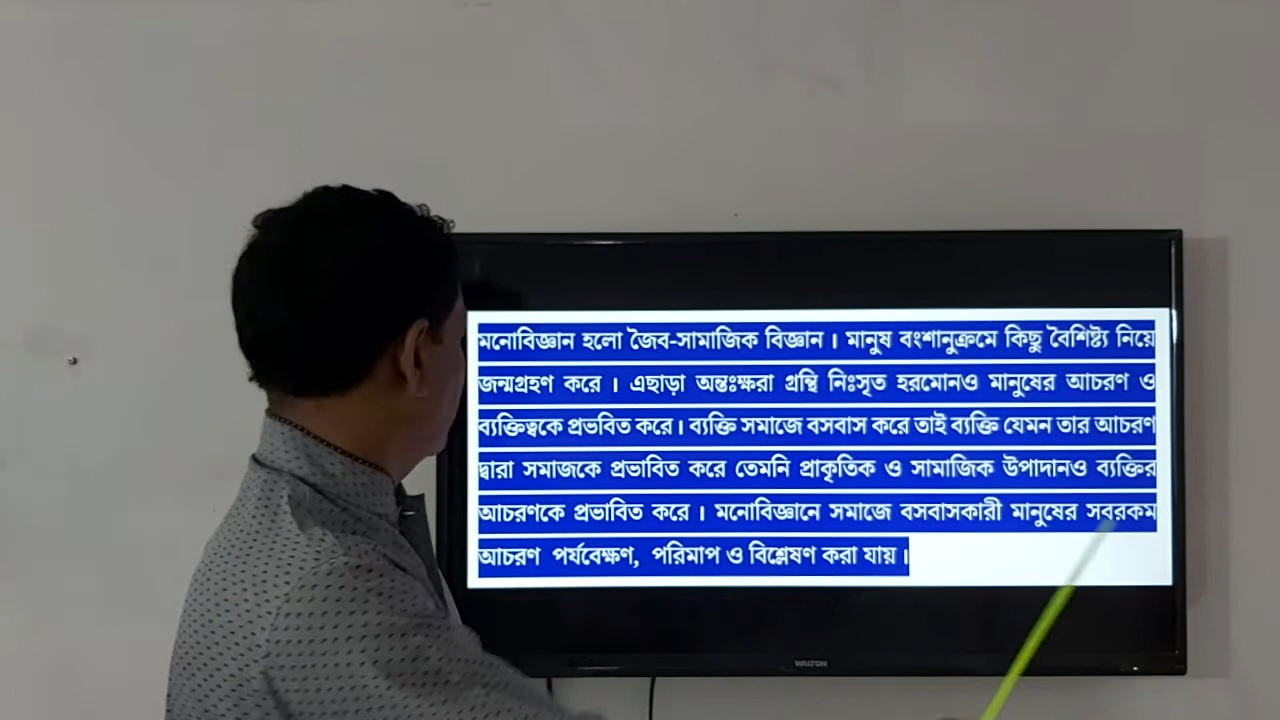 মনোবিজ্ঞান হলো জৈব-সামাজিক বিজ্ঞান। মানুষ বংশানুক্রমে কিছু বৈশিষ্ট্য নিয়ে
জন্মগ্রহণ করে। এছাড়া অন্তঃক্ষরা গ্রন্থি নিঃসৃত হরমোনও মানুষের আচরণ ও
ব্যক্তিত্বকে প্রভবিত করে। ব্যক্তি সমাজে বসবাস করে তাই ব্যক্তি যেমন তার আচরণ
দ্বারা সমাজকে প্রভাবিত করে তেমনি প্রাকৃতিক ও সামাজিক উপাদানও ব্যক্তির
আচরণকে প্রভাবিত করে। মনোবিজ্ঞানে সমাজে বসবাসকারী মানুষের সবরকম
আচরণ পর্যবেক্ষণ, পরিমাপ ও বিশ্লেষণ করা যায়।
WALTON